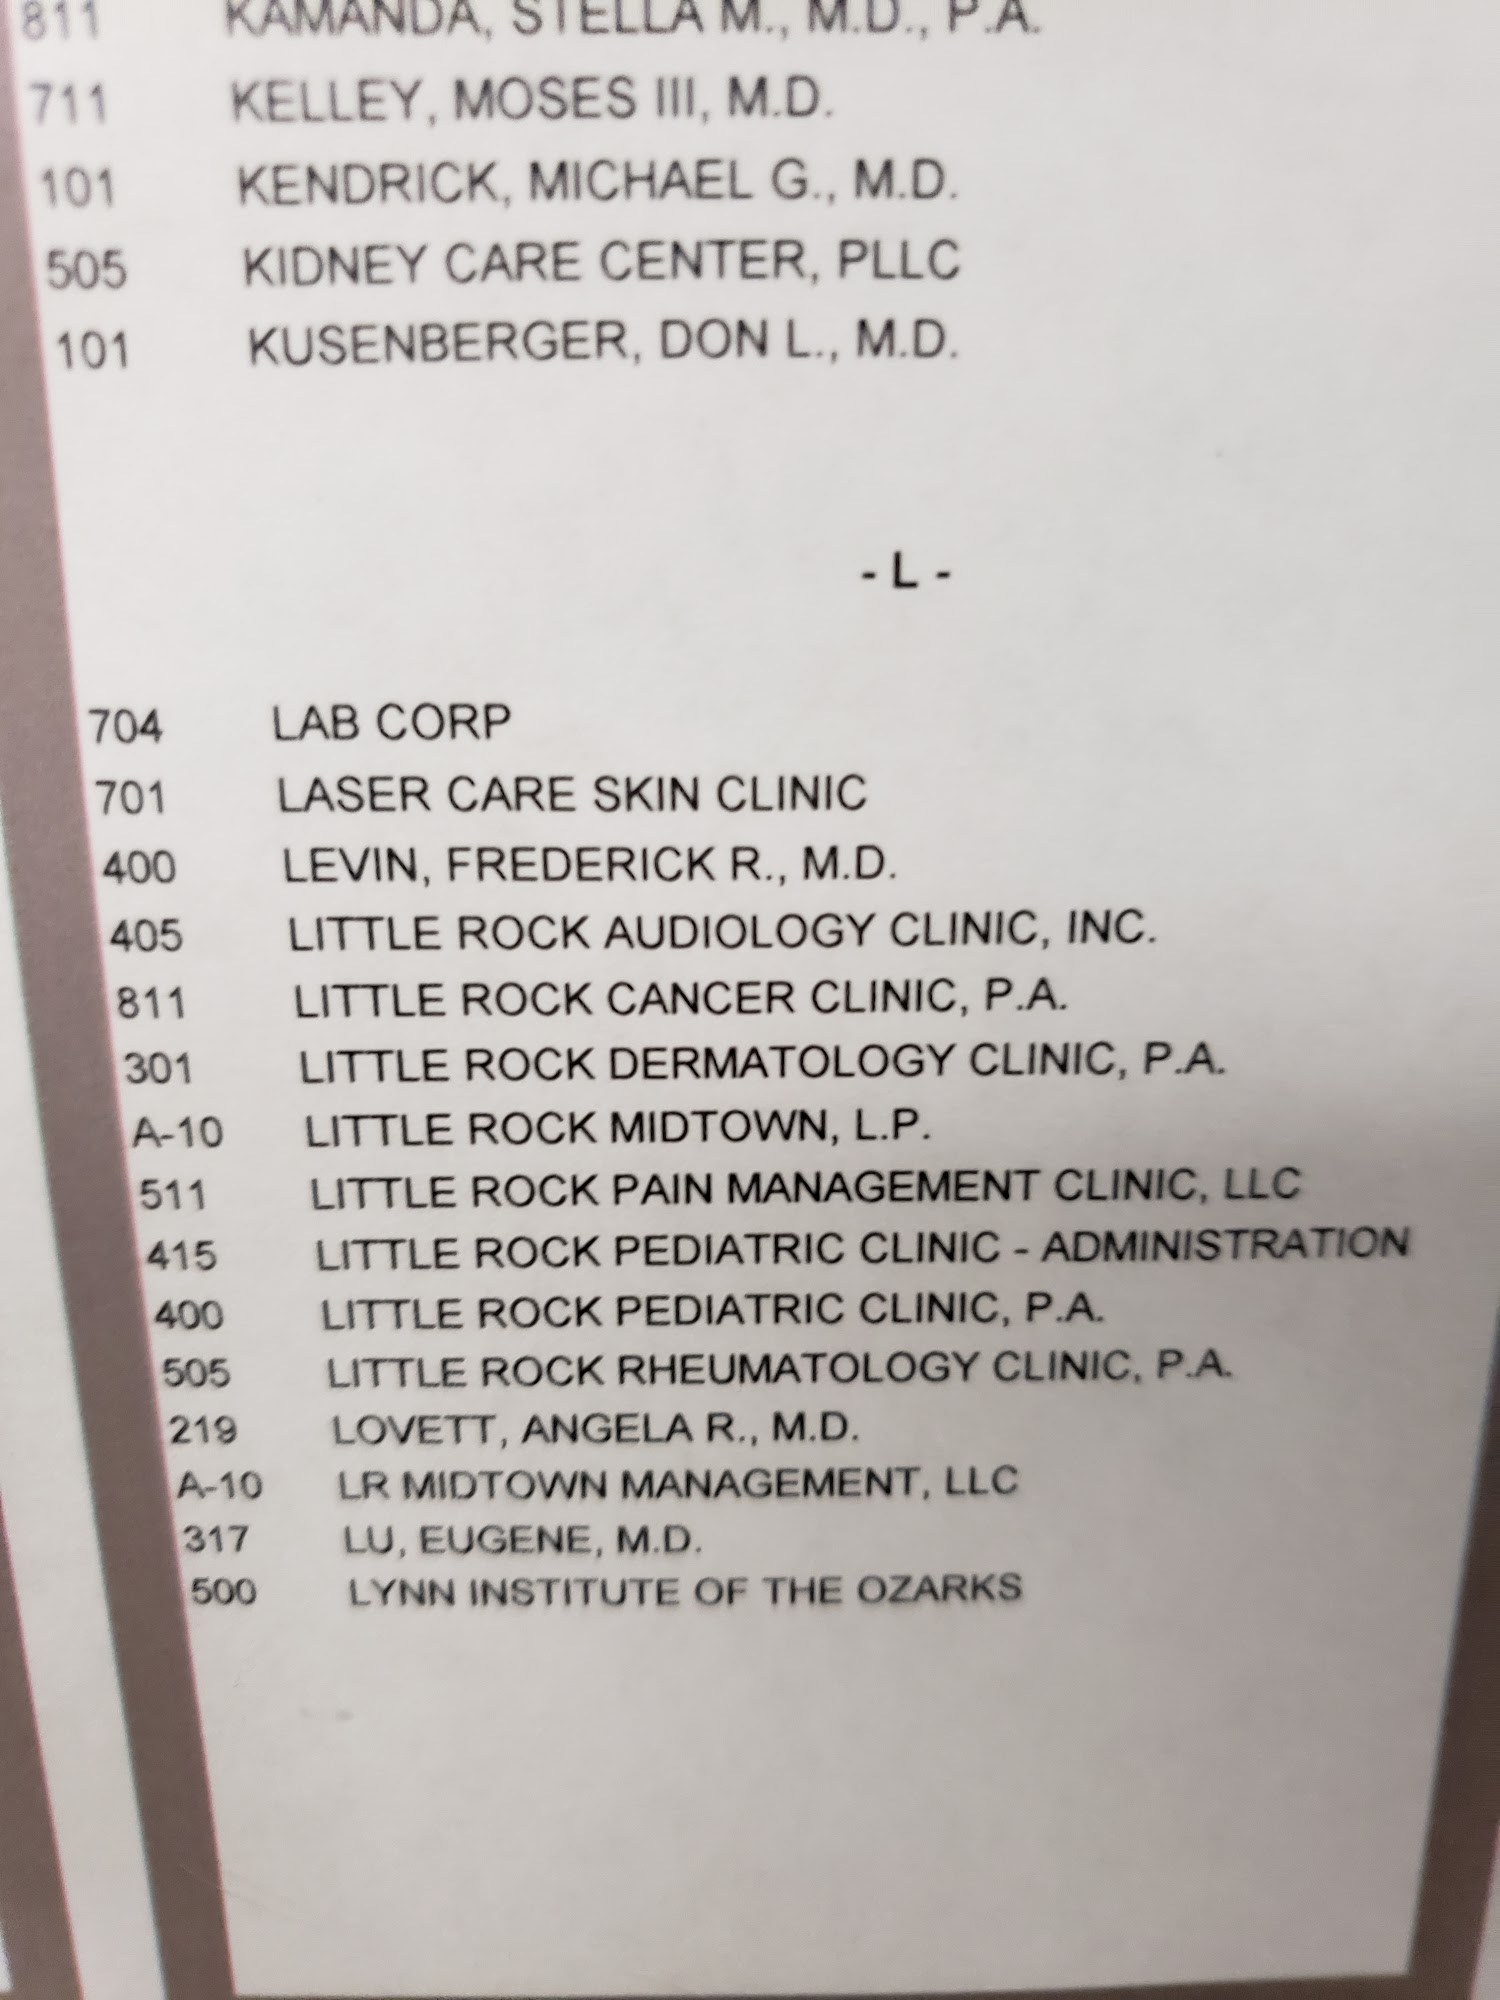 811 KAMANDA, STELLA M., M.D., P.A.
711 KELLEY, MOSES III, M.D.
101 KENDRICK, MICHAEL G., M.D.
505 KIDNEY CARE CENTER, PLLC
101 KUSENBERGER, DON L., M.D.
- L -
704 LAB CORP
701 LASER CARE SKIN CLINIC
400 LEVIN, FREDERICK R., M.D.
405 LITTLE ROCK AUDIOLOGY CLINIC, INC.
811 LITTLE ROCK CANCER CLINIC, P.A.
301 LITTLE ROCK DERMATOLOGY CLINIC, P.A.
A-10 LITTLE ROCK MIDTOWN, L.P.
511 LITTLE ROCK PAIN MANAGEMENT CLINIC, LLC
415 LITTLE ROCK PEDIATRIC CLINIC - ADMINISTRATION
400 LITTLE ROCK PEDIATRIC CLINIC, P.A.
505 LITTLE ROCK RHEUMATOLOGY CLINIC, P.A.
219 LOVETT, ANGELA R., M.D.
A-10 LR MIDTOWN MANAGEMENT, LLC
317 LU, EUGENE, M.D.
500 LYNN INSTITUTE OF THE OZARKS